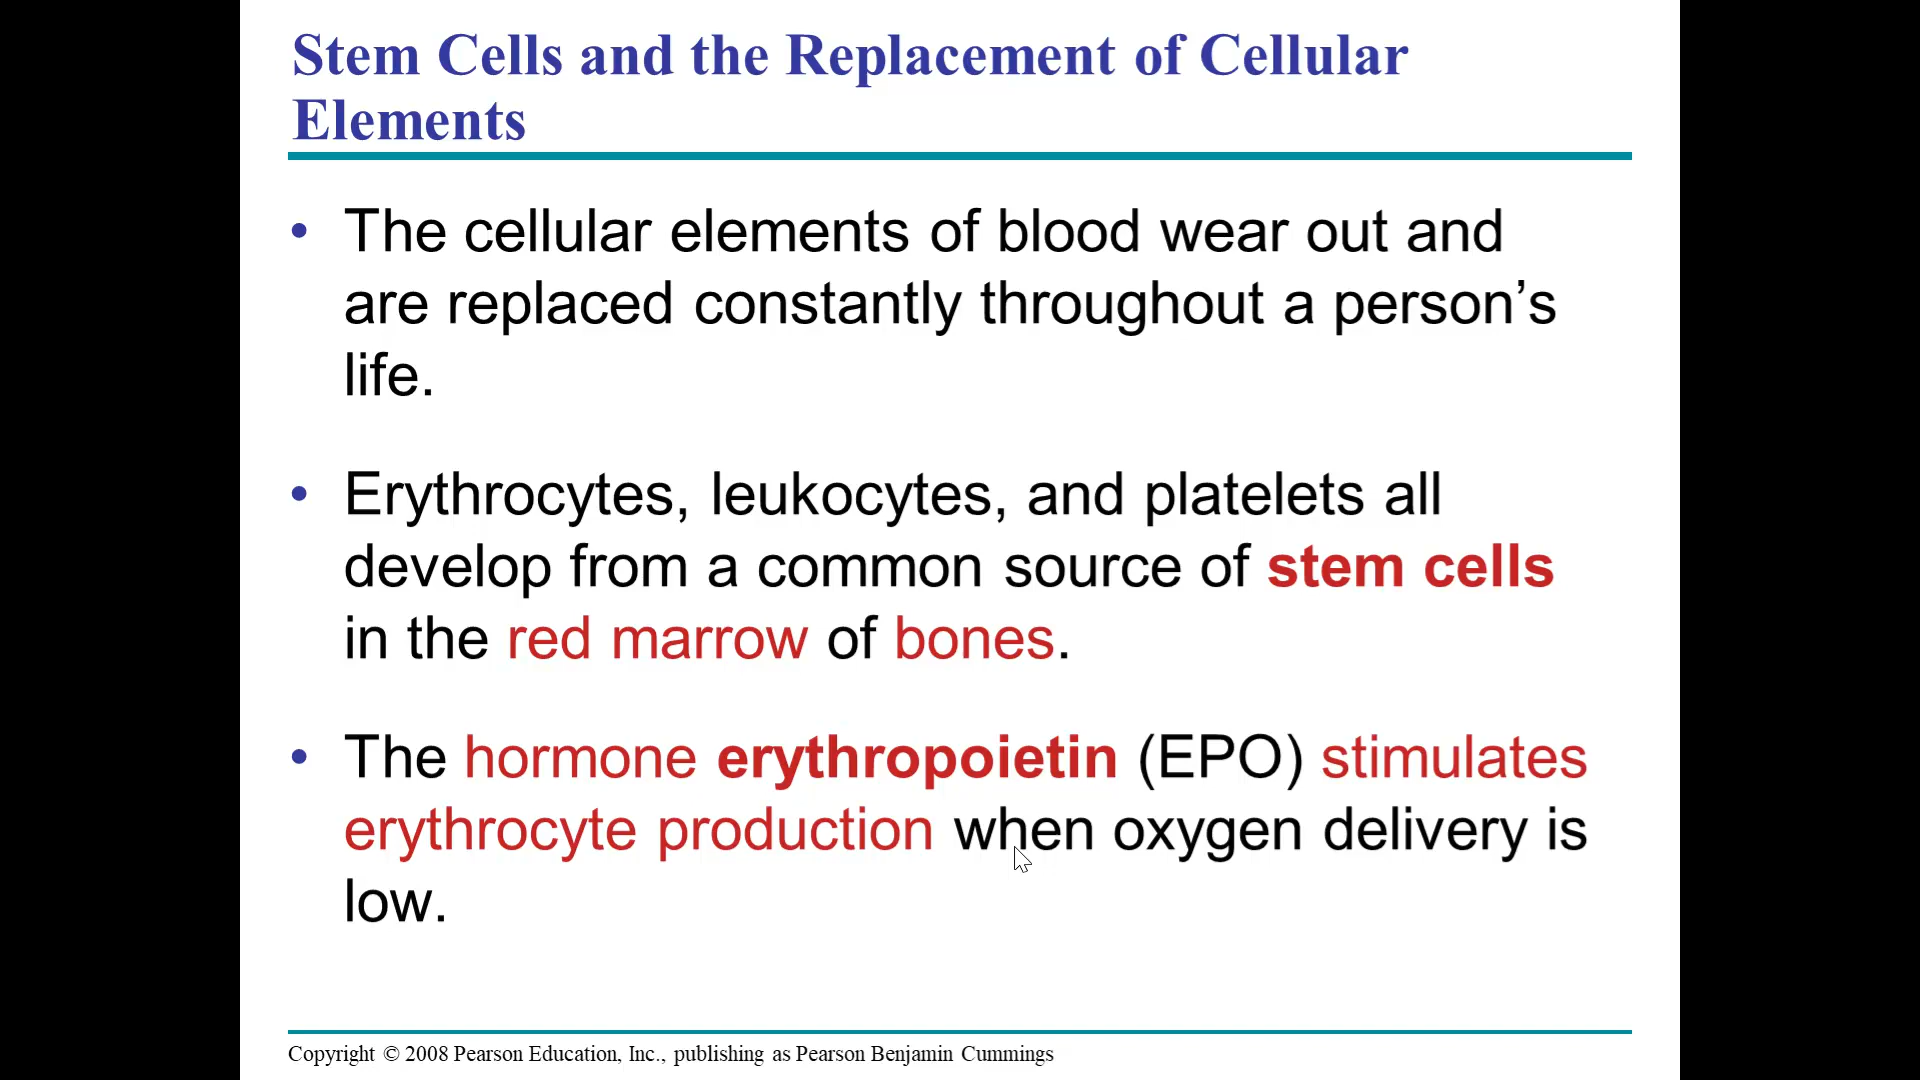 Stem Cells and the Replacement of Cellular
Elements
• The cellular elements of blood wear out and
are replaced constantly throughout a person’s
life.
• Erythrocytes, leukocytes, and platelets all
develop from a common source of stem cells
in the red marrow of bones.
• The hormone erythropoietin (EPO) stimulates
erythrocyte production when oxygen delivery is
low.
Copyright © 2008 Pearson Education, Inc., publishing as Pearson Benjamin Cummings